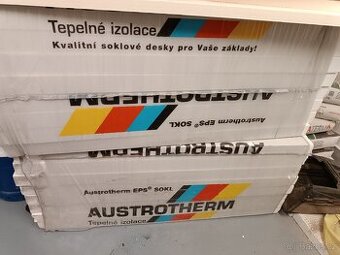 Tepelné izolace
Kvalitní soklové desky pro Vaše základy!
AUSTROTHERM
Austrotherm EPS® SOKL
AUSTROTHERM
Austrotherm EPS® SOKL
AUSTROTHERM
Tepelné izolace